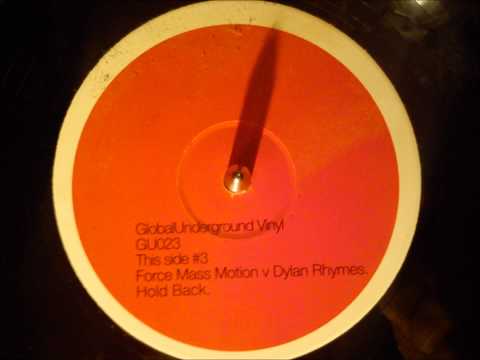 GlobalUnderground Vinyl
GU023
This side #3
Force Mass Motion v Dylan Rhymes.
Hold Back.